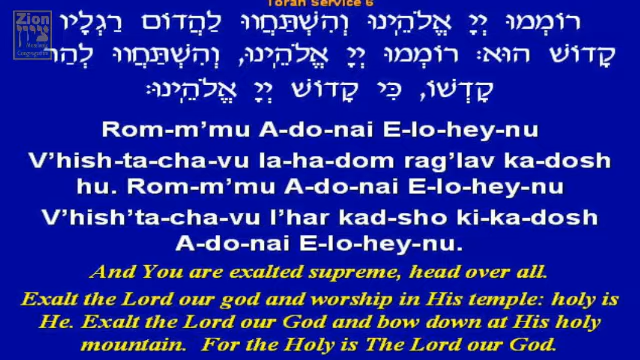 Torah Service 6
Zion
Messianic
Congregation
רוֹמְמוּ יְיָ אֱלֹהֵינוּ וְהִשְׁתַּחֲווּ לַהֲדוֹם רַגְלָיו
קָדוֹשׁ הוּא: רוֹמְמוּ יְיָ אֱלֹהֵינוּ, וְהִשְׁתַּחֲווּ לְהַר
קָדְשׁוֹ, כִּי קָדוֹשׁ יְיָ אֱלֹהֵינוּ:
Rom-m’mu A-do-nai E-lo-hey-nu
V’hish-ta-cha-vu la-ha-dom rag’lav ka-dosh
hu. Rom-m’mu A-do-nai E-lo-hey-nu
V’hish’ta-cha-vu l’har kad-sho ki-ka-dosh
A-do-nai E-lo-hey-nu.
And You are exalted supreme, head over all.
Exalt the Lord our god and worship in His temple: holy is
He. Exalt the Lord our God and bow down at His holy
mountain. For the Holy is The Lord our God.